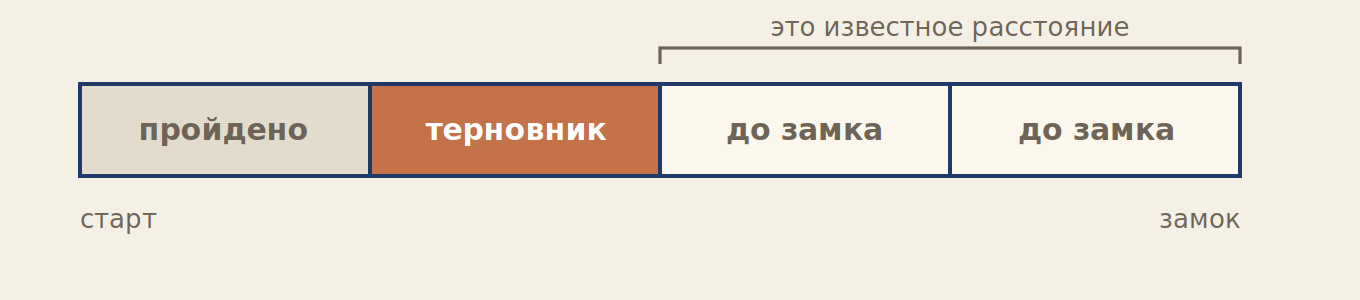 это известное расстояние
пройдено терновник до замка до замка
старт замок